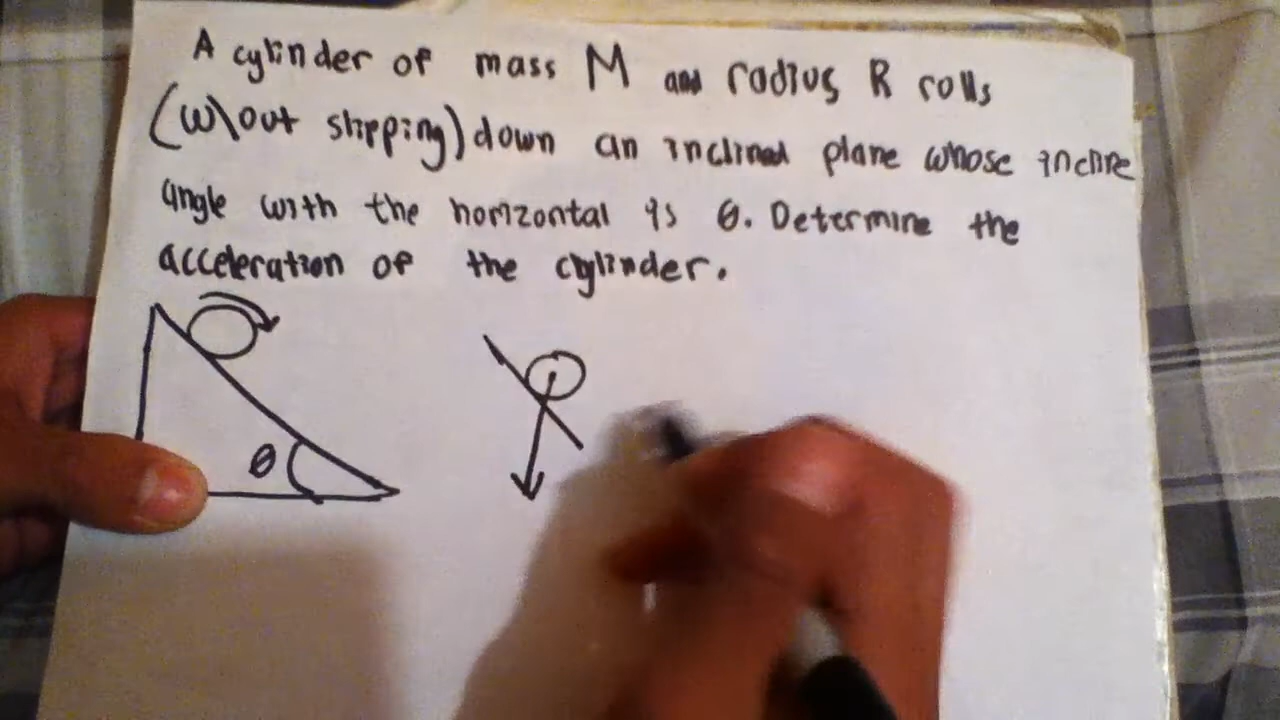 A cylinder of mass M and radius R rolls
(w\out slipping) down an inclined plane whose incline
angle with the horizontal is θ. Determine the
acceleration of the cylinder.
θ